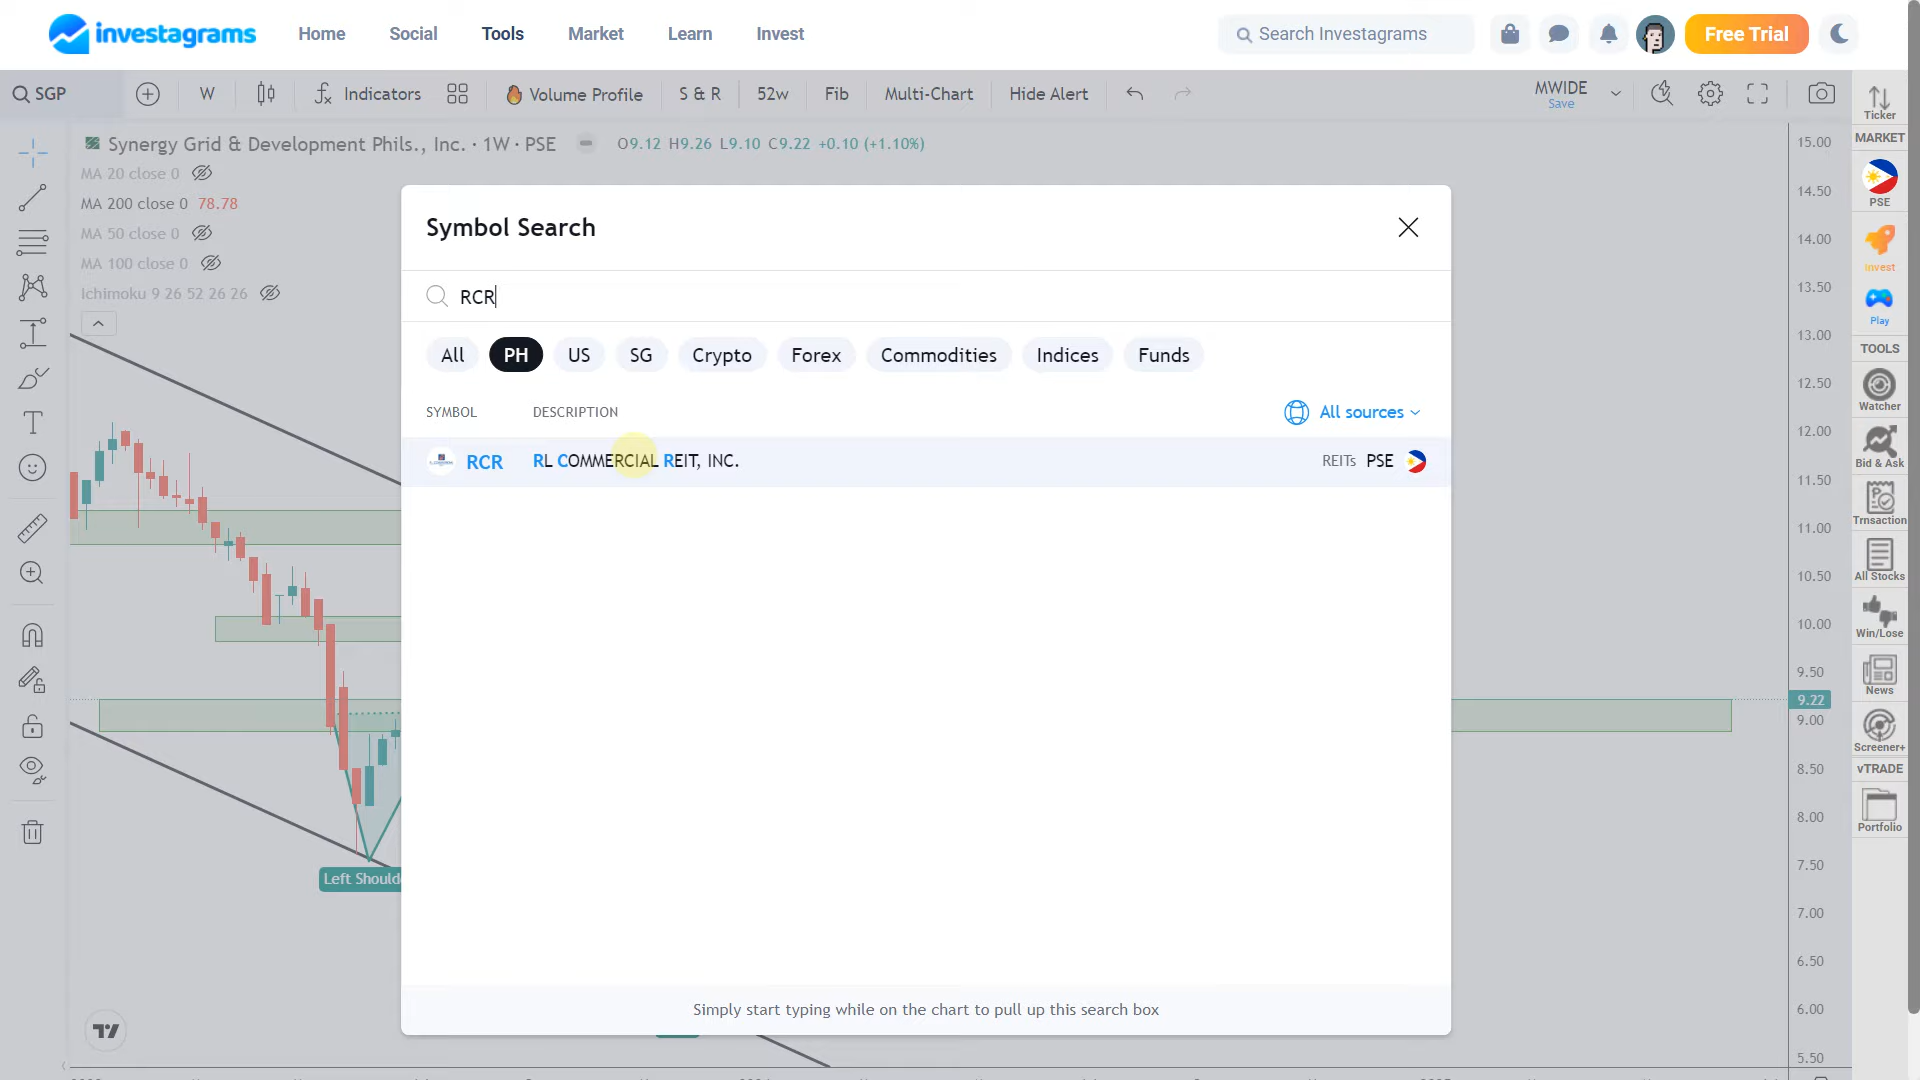 investagrams
Home
Social
Tools
Market
Learn
Invest
Search Investagrams
Free Trial
SGP
W
Indicators
Volume Profile
S & R
52w
Fib
Multi-Chart
Hide Alert
MWIDE
Save
Synergy Grid & Development Phils., Inc. · 1W · PSE
O9.12 H9.26 L9.10 C9.22 +0.10 (+1.10%)
MA 20 close 0
MA 200 close 0 78.78
MA 50 close 0
MA 100 close 0
Ichimoku 9 26 52 26 26
Symbol Search
RCR
All
PH
US
SG
Crypto
Forex
Commodities
Indices
Funds
SYMBOL
DESCRIPTION
All sources
RCR
RL COMMERCIAL REIT, INC.
REITs PSE
Simply start typing while on the chart to pull up this search box
Left Should
15.00
14.50
14.00
13.50
13.00
12.50
12.00
11.50
11.00
10.50
10.00
9.50
9.22
9.00
8.50
8.00
7.50
7.00
6.50
6.00
5.50
Ticker
MARKET
PSE
Invest
Play
TOOLS
Watcher
Bid & Ask
Trnsaction
All Stocks
Win/Lose
News
Screener+
vTRADE
Portfolio